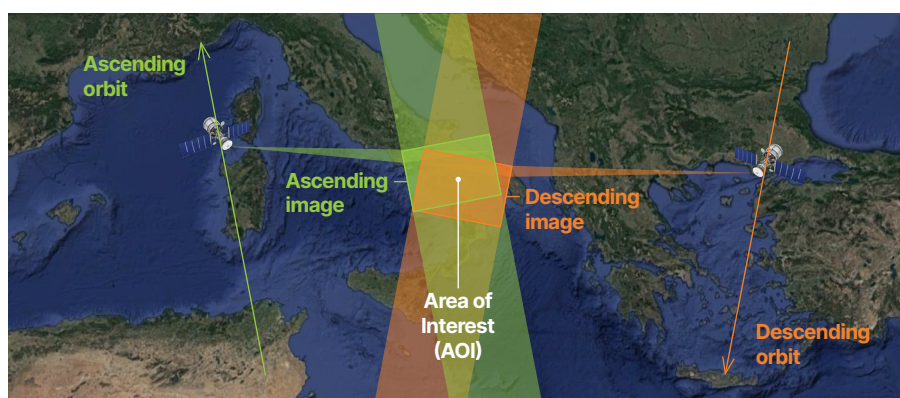 Ascending
orbit
Ascending
image
Descending
image
Area of
Interest
(AOI)
Descending
orbit